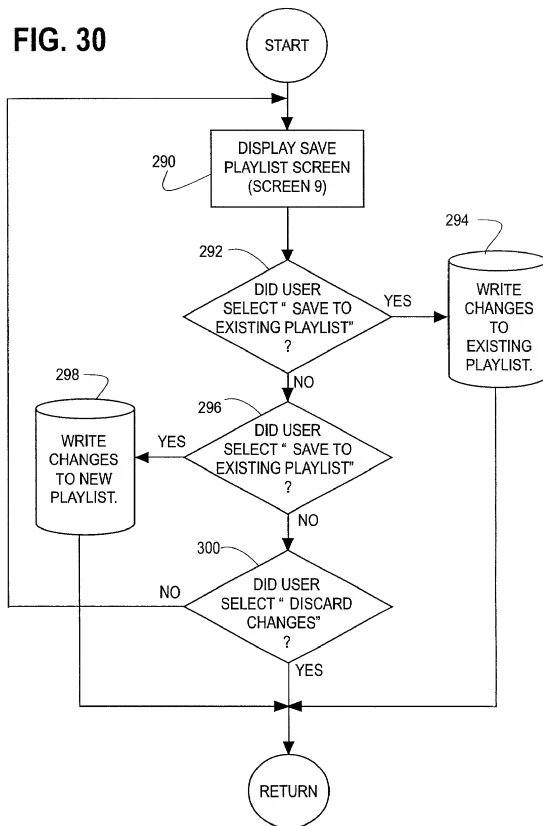 FIG. 30
START
290
DISPLAY SAVE
PLAYLIST SCREEN
(SCREEN 9)
292
DID USER
SELECT “ SAVE TO
EXISTING PLAYLIST”
?
YES
294
WRITE
CHANGES
TO
EXISTING
PLAYLIST.
NO
296
DID USER
SELECT “ SAVE TO
EXISTING PLAYLIST”
?
YES
298
WRITE
CHANGES
TO NEW
PLAYLIST.
NO
300
DID USER
SELECT “ DISCARD
CHANGES”
?
NO
YES
RETURN